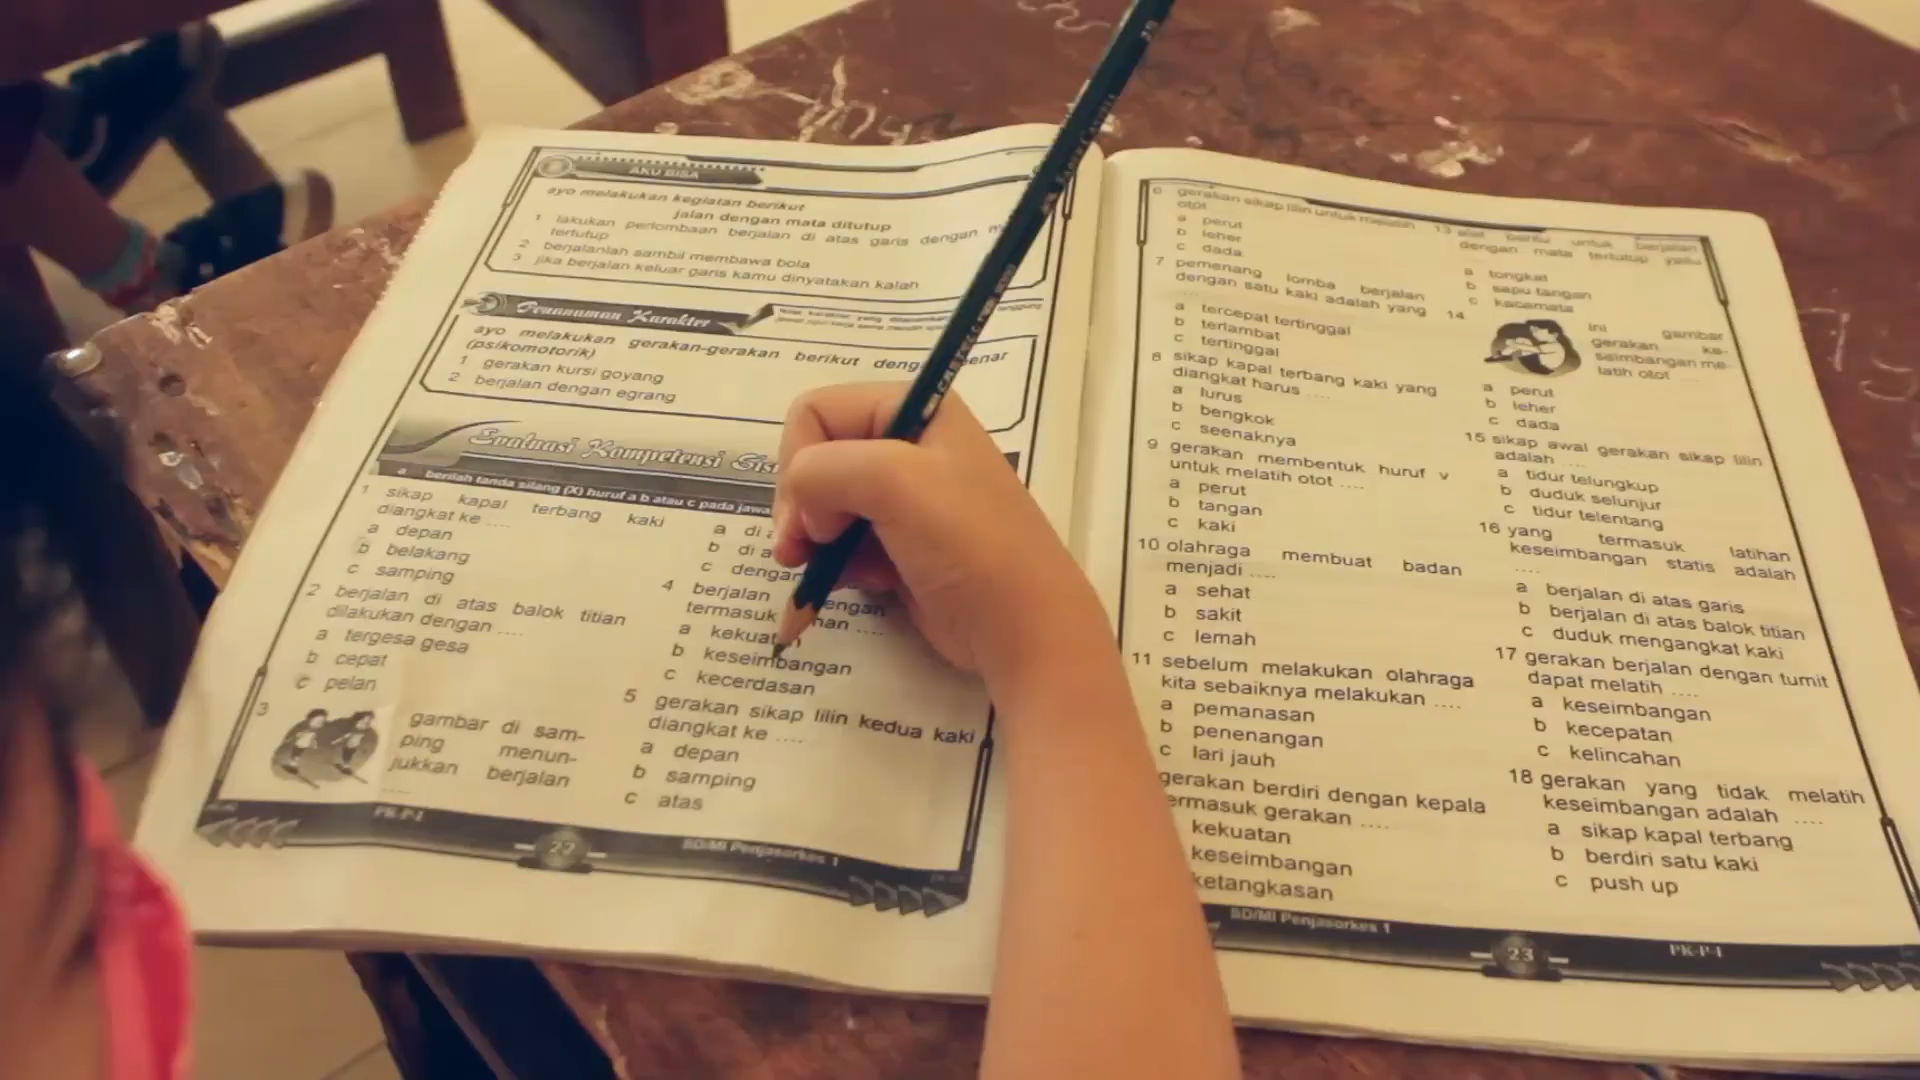 AKU BISA
ayo melakukan kegiatan berikut
jalan dengan mata ditutup
1 lakukan perlombaan berjalan di atas garis dengan
tertutup
2 berjalanlah sambil membawa bola
3 jika berjalan keluar garis kamu dinyatakan kalah
Penanaman Karakter
ayo melakukan gerakan-gerakan berikut
(psikomotorik)
1 gerakan kursi goyang
2 berjalan dengan egrang
Evaluasi Kompetensi
a berilah tanda silang (X) huruf a b atau c pada
1 sikap kapal terbang kaki
diangkat ke ....
a depan
b belakang
c samping
2 berjalan di atas balok titian
dilakukan dengan ....
a tergesa gesa
b cepat
c pelan
3 gambar di sam-
ping menun-
jukkan berjalan
....
a di
b di
c
4 berjalan
termasuk
a
b keseimbangan
c kecerdasan
5 gerakan sikap lilin kedua kaki
diangkat ke ....
a depan
b samping
c atas
PK-P-I
22
SD/MI Penjasorkes 1
6 gerakan sikap lilin untuk melatih
otot
a perut
b leher
c dada
7 pemenang lomba berjalan
dengan satu kaki adalah yang
....
a tercepat tertinggal
b terlambat
c tertinggal
8 sikap kapal terbang kaki yang
diangkat harus ....
a lurus
b bengkok
c seenaknya
9 gerakan membentuk huruf v
untuk melatih otot ....
a perut
b tangan
c kaki
10 olahraga membuat badan
menjadi ....
a sehat
b sakit
c lemah
11 sebelum melakukan olahraga
kita sebaiknya melakukan ....
a pemanasan
b penenangan
c lari jauh
gerakan berdiri dengan kepala
ermasuk gerakan ....
kekuatan
keseimbangan
ketangkasan
13 alat bantu untuk berjalan
dengan mata tertutup yaitu
a tongkat
b sapu tangan
c kacamata
14 ini gambar
gerakan ke-
seimbangan me-
latih otot ....
a perut
b leher
c dada
15 sikap awal gerakan sikap lilin
adalah ....
a tidur telungkup
b duduk selunjur
c tidur telentang
16 yang termasuk latihan
keseimbangan statis adalah
....
a berjalan di atas garis
b berjalan di atas balok titian
c duduk mengangkat kaki
17 gerakan berjalan dengan tumit
dapat melatih ....
a keseimbangan
b kecepatan
c kelincahan
18 gerakan yang tidak melatih
keseimbangan adalah ....
a sikap kapal terbang
b berdiri satu kaki
c push up
SD/MI Penjasorkes 1
23
PK-P-I